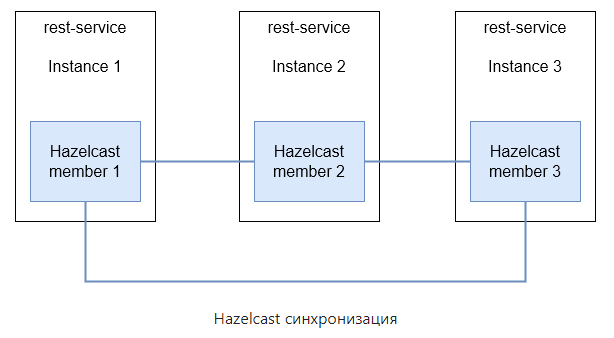 rest-service
Instance 1
Hazelcast
member 1
rest-service
Instance 2
Hazelcast
member 2
rest-service
Instance 3
Hazelcast
member 3
Hazelcast синхронизация